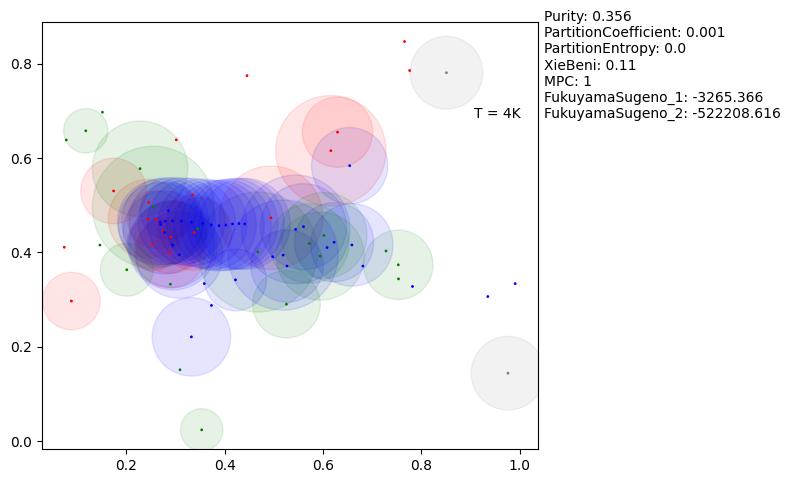 Purity: 0.356
PartitionCoefficient: 0.001
PartitionEntropy: 0.0
XieBeni: 0.11
MPC: 1
FukuyamaSugeno_1: -3265.366
FukuyamaSugeno_2: -522208.616
T = 4K
0.8
0.6
0.4
0.2
0.0
0.2 0.4 0.6 0.8 1.0